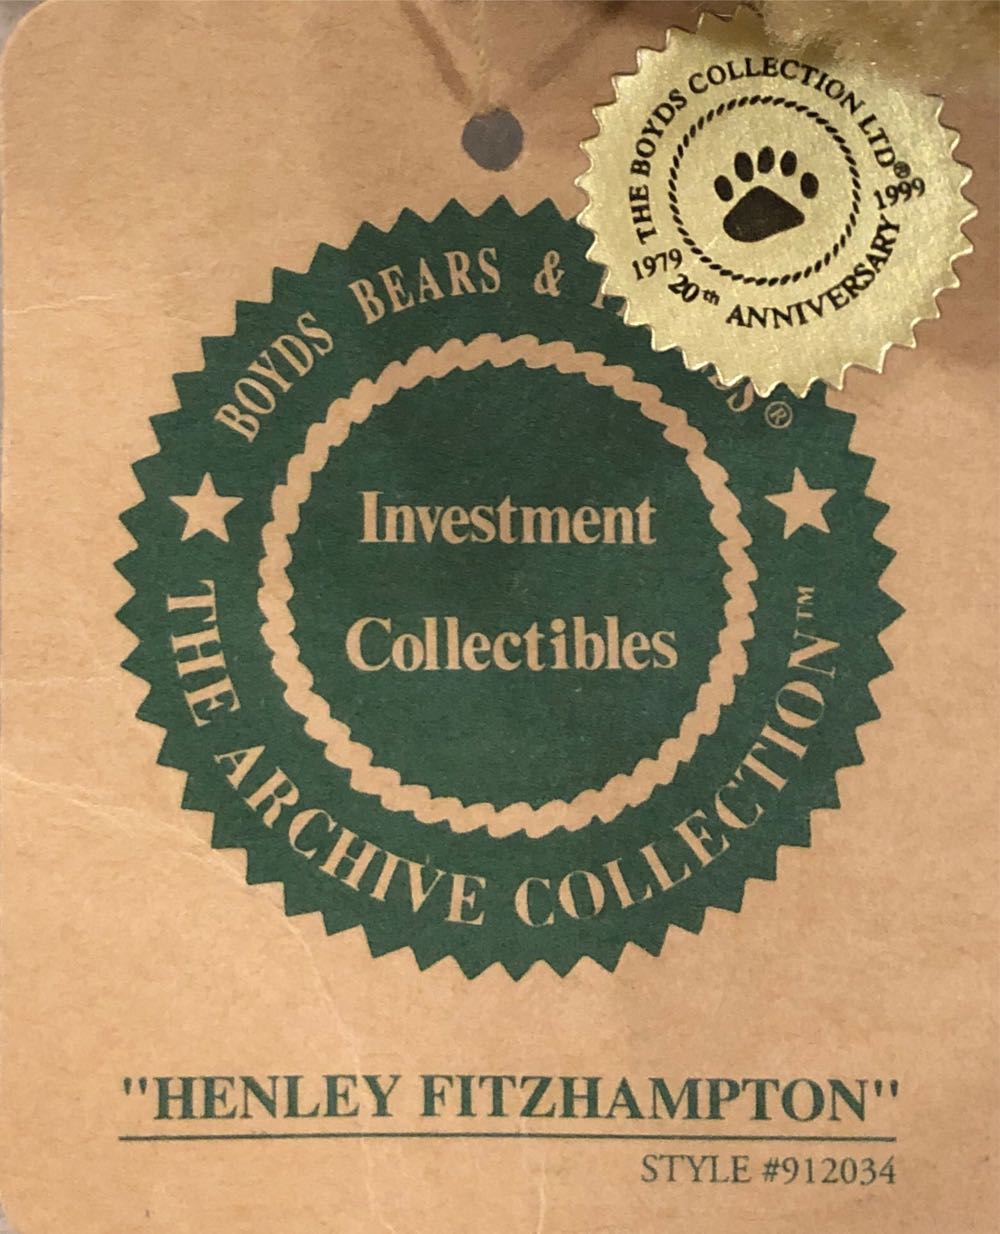 THE BOYDS COLLECTION LTD®
1979 20th ANNIVERSARY 1999
BOYDS BEARS &
®
Investment
Collectibles
THE ARCHIVE COLLECTION™
"HENLEY FITZHAMPTON"
STYLE #912034